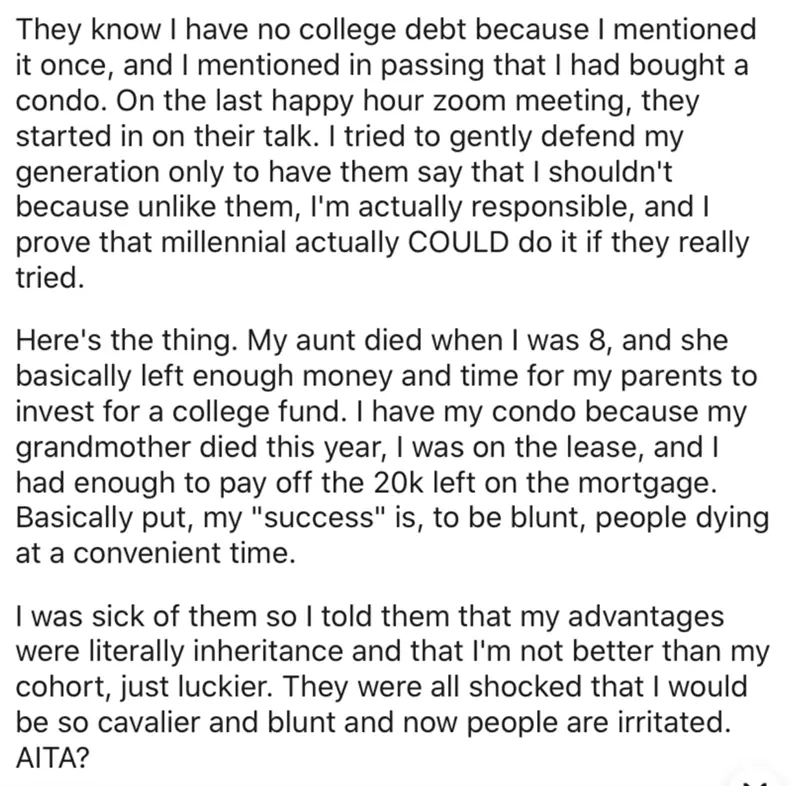 They know I have no college debt because I mentioned
it once, and I mentioned in passing that I had bought a
condo. On the last happy hour zoom meeting, they
started in on their talk. I tried to gently defend my
generation only to have them say that I shouldn't
because unlike them, I'm actually responsible, and I
prove that millennial actually COULD do it if they really
tried.
Here's the thing. My aunt died when I was 8, and she
basically left enough money and time for my parents to
invest for a college fund. I have my condo because my
grandmother died this year, I was on the lease, and I
had enough to pay off the 20k left on the mortgage.
Basically put, my "success" is, to be blunt, people dying
at a convenient time.
I was sick of them so I told them that my advantages
were literally inheritance and that I'm not better than my
cohort, just luckier. They were all shocked that I would
be so cavalier and blunt and now people are irritated.
AITA?